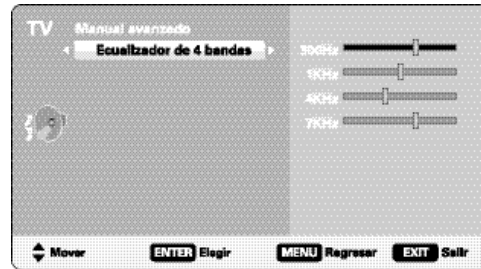 TV Manual avanzado
Ecualizador de 4 bandas
300Hz
1KHz
4KHz
7KHz
Mover ENTER Elegir MENU Regresar EXIT Salir